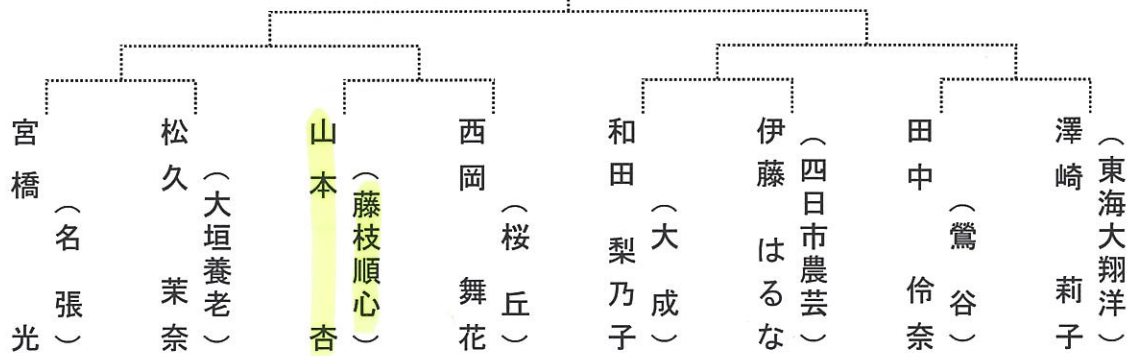 宮橋 光
(名張)
松久 茉奈
(大垣養老)
山本 杏
(藤枝順心)
西岡 舞花
(桜丘)
和田 梨乃子
(大成)
伊藤 はるな
(四日市農芸)
田中 伶奈
(鶯谷)
澤崎 莉子
(東海大翔洋)